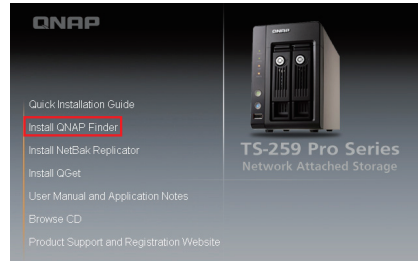 QNAP
QNAP
Quick Installation Guide
Install QNAP Finder
Install NetBak Replicator
Install QGet
User Manual and Application Notes
Browse CD
Product Support and Registration Website
TS-259 Pro Series
Network Attached Storage